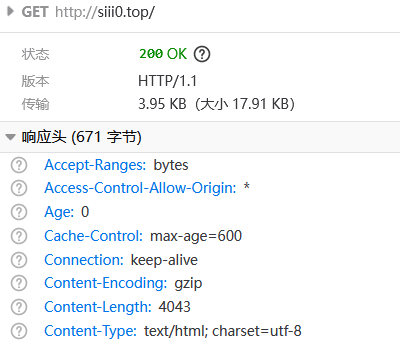 GET http://siii0.top/
状态 200 OK ?
版本 HTTP/1.1
传输 3.95 KB (大小 17.91 KB)
响应头 (671 字节)
? Accept-Ranges: bytes
? Access-Control-Allow-Origin: *
? Age: 0
? Cache-Control: max-age=600
? Connection: keep-alive
? Content-Encoding: gzip
? Content-Length: 4043
? Content-Type: text/html; charset=utf-8